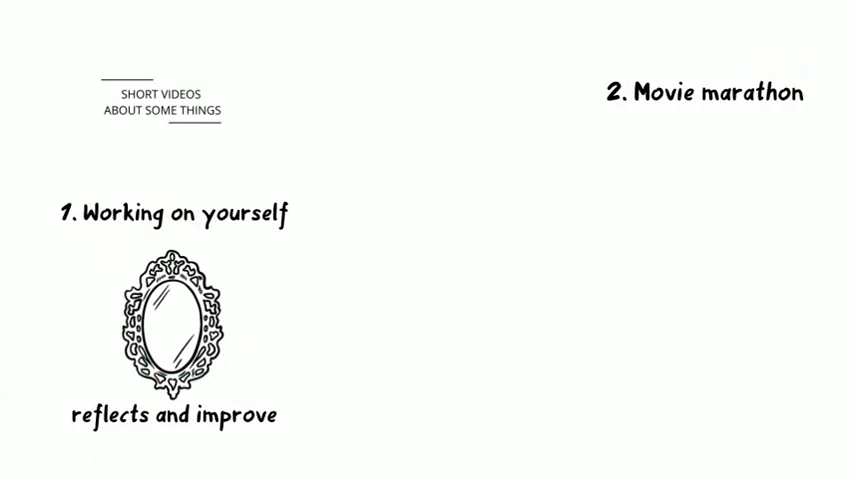 SHORT VIDEOS
ABOUT SOME THINGS
1. Working on yourself
reflects and improve
2. Movie marathon